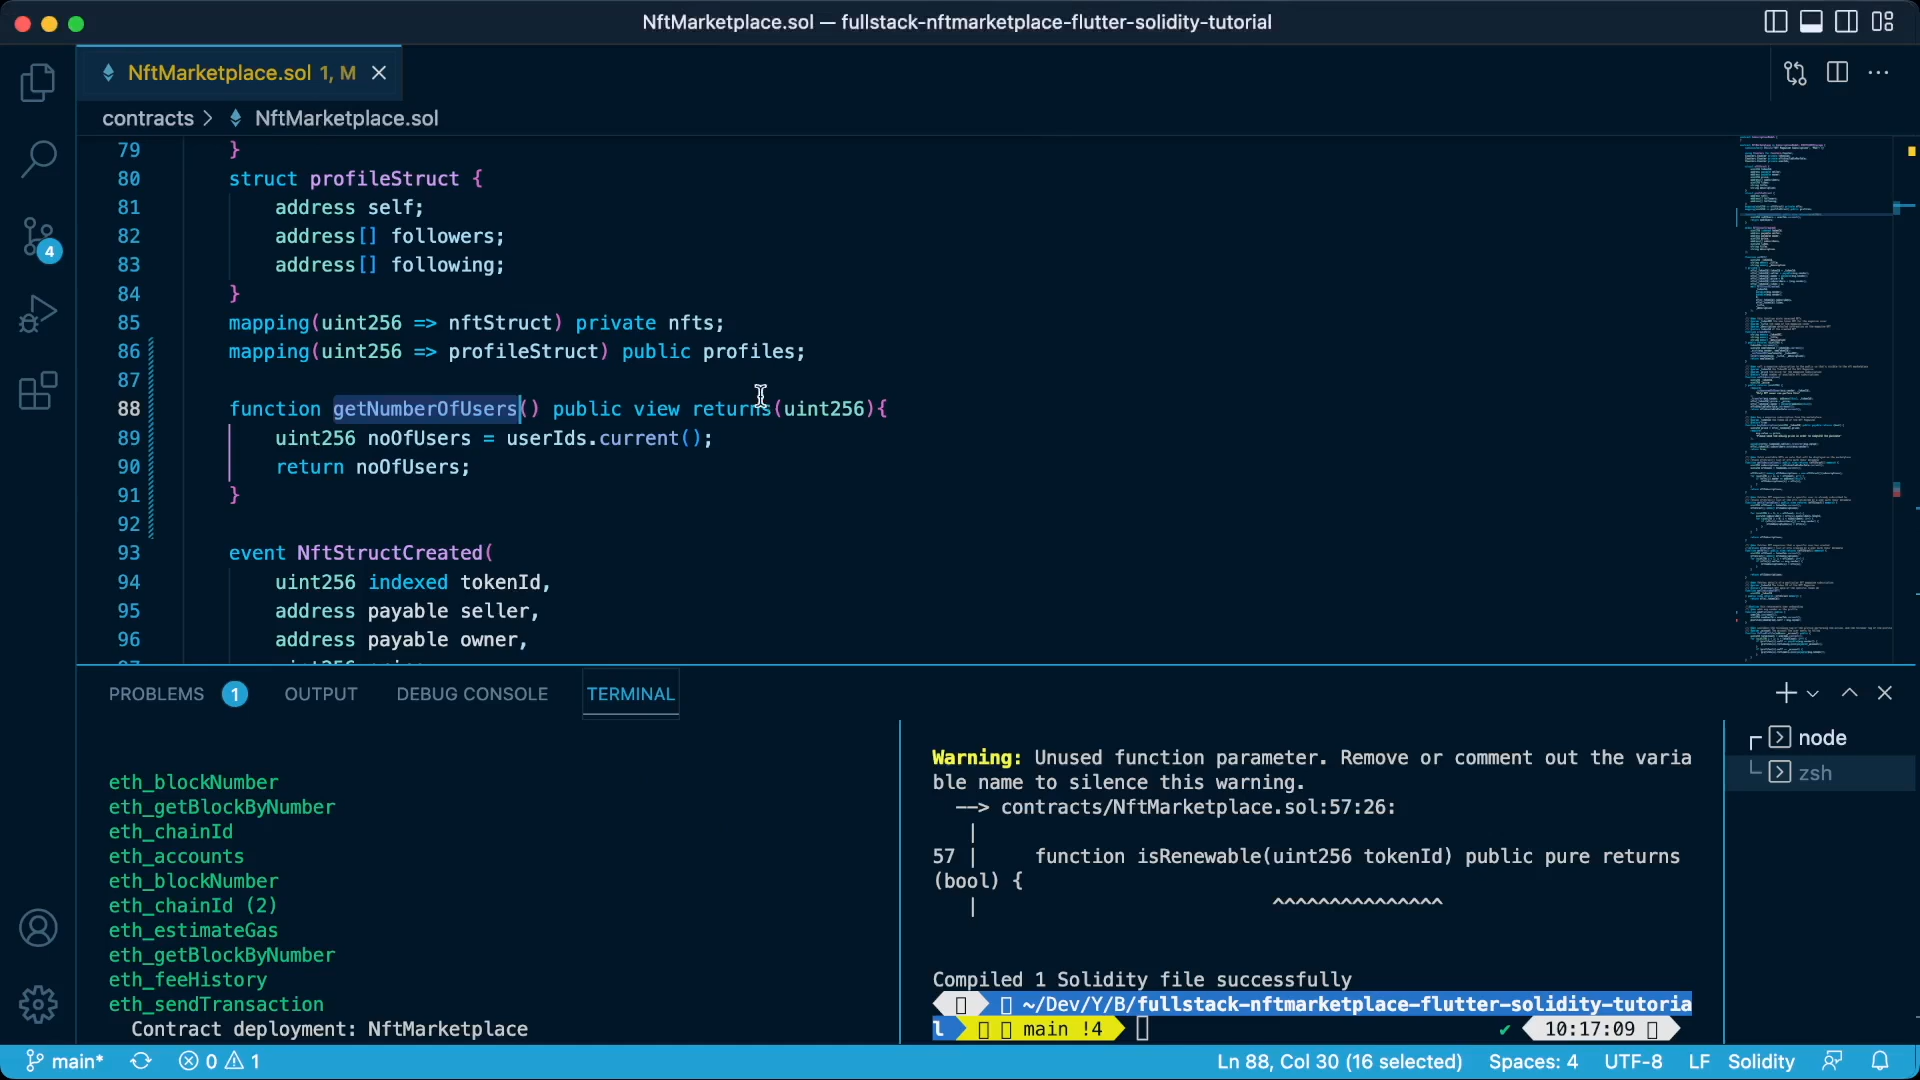 NftMarketplace.sol — fullstack-nftmarketplace-flutter-solidity-tutorial
NftMarketplace.sol 1, M
contracts > NftMarketplace.sol
79 }
80 struct profileStruct {
81 address self;
82 address[] followers;
83 address[] following;
84 }
85 mapping(uint256 => nftStruct) private nfts;
86 mapping(uint256 => profileStruct) public profiles;
87
88 function getNumberOfUsers() public view returns(uint256){
89 uint256 noOfUsers = userIds.current();
90 return noOfUsers;
91 }
92
93 event NftStructCreated(
94 uint256 indexed tokenId,
95 address payable seller,
96 address payable owner,
4
PROBLEMS 1 OUTPUT DEBUG CONSOLE TERMINAL
eth_blockNumber
eth_getBlockByNumber
eth_chainId
eth_accounts
eth_blockNumber
eth_chainId (2)
eth_estimateGas
eth_getBlockByNumber
eth_feeHistory
eth_sendTransaction
Contract deployment: NftMarketplace
Warning: Unused function parameter. Remove or comment out the varia
ble name to silence this warning.
--> contracts/NftMarketplace.sol:57:26:
|
57 | function isRenewable(uint256 tokenId) public pure returns
(bool) {
| ^^^^^^^^^^^^^^^
Compiled 1 Solidity file successfully
~/Dev/Y/B/fullstack-nftmarketplace-flutter-solidity-tutoria
l main !4 ✔ 10:17:09
node
zsh
main* 0 1 Ln 88, Col 30 (16 selected) Spaces: 4 UTF-8 LF Solidity